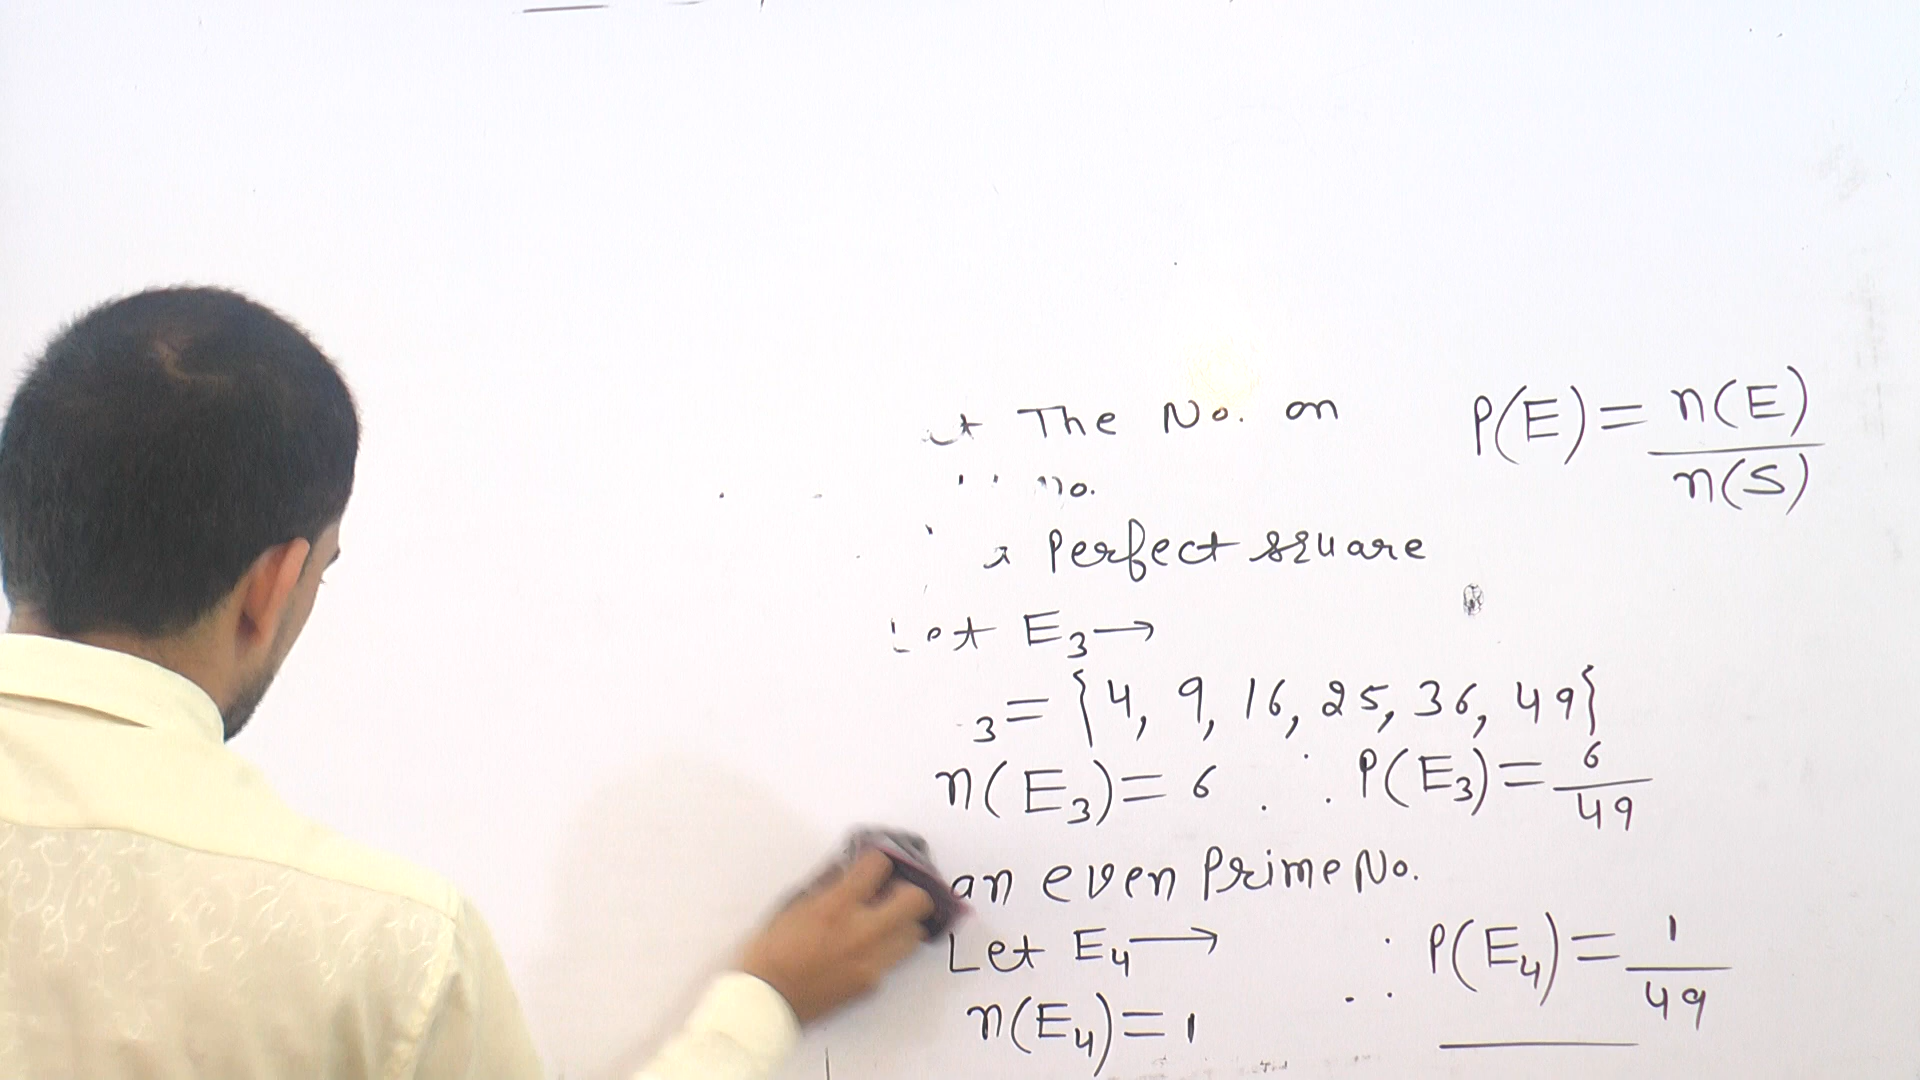 The No. on
P(E) = n(E) / n(S)
no.
Perfect square
Let E₃ →
₃ = {4, 9, 16, 25, 36, 49}
n(E₃) = 6 ∴ P(E₃) = 6/49
an even Prime No.
Let E₄ →
n(E₄) = 1 ∴ P(E₄) = 1/49